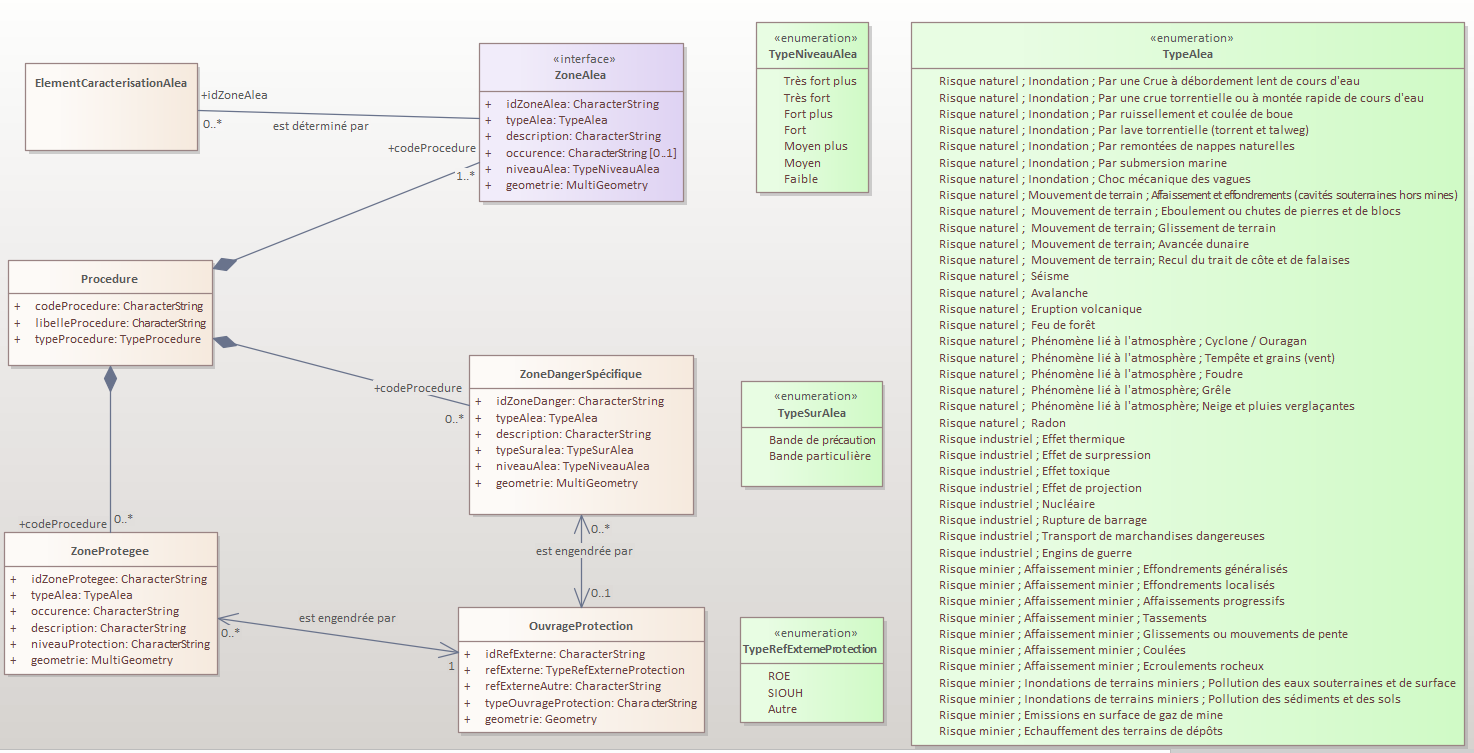 ElementCaracterisationAlea
+idZoneAlea
0..*
est déterminé par
«interface»
ZoneAlea
+ idZoneAlea: CharacterString
+ typeAlea: TypeAlea
+ description: CharacterString
+ occurence: CharacterString [0..1]
+ niveauAlea: TypeNiveauAlea
+ geometrie: MultiGeometry
+codeProcedure
1..*
Procedure
+ codeProcedure: CharacterString
+ libelleProcedure: CharacterString
+ typeProcedure: TypeProcedure
+codeProcedure
0..*
ZoneDangerSpécifique
+ idZoneDanger: CharacterString
+ typeAlea: TypeAlea
+ description: CharacterString
+ typeSuralea: TypeSurAlea
+ niveauAlea: TypeNiveauAlea
+ geometrie: MultiGeometry
0..*
est engendrée par
0..1
+codeProcedure
0..*
ZoneProtegee
+ idZoneProtegee: CharacterString
+ typeAlea: TypeAlea
+ occurence: CharacterString
+ description: CharacterString
+ niveauProtection: CharacterString
+ geometrie: MultiGeometry
0..*
est engendrée par
1
OuvrageProtection
+ idRefExterne: CharacterString
+ refExterne: TypeRefExterneProtection
+ refExterneAutre: CharacterString
+ typeOuvrageProtection: CharacterString
+ geometrie: Geometry
«enumeration»
TypeNiveauAlea
Très fort plus
Très fort
Fort plus
Fort
Moyen plus
Moyen
Faible
«enumeration»
TypeSurAlea
Bande de précaution
Bande particulière
«enumeration»
TypeRefExterneProtection
ROE
SIOUH
Autre
«enumeration»
TypeAlea
Risque naturel ; Inondation ; Par une Crue à débordement lent de cours d'eau
Risque naturel ; Inondation ; Par une crue torrentielle ou à montée rapide de cours d'eau
Risque naturel ; Inondation ; Par ruissellement et coulée de boue
Risque naturel ; Inondation ; Par lave torrentielle (torrent et talweg)
Risque naturel ; Inondation ; Par remontées de nappes naturelles
Risque naturel ; Inondation ; Par submersion marine
Risque naturel ; Inondation ; Choc mécanique des vagues
Risque naturel ; Mouvement de terrain ; Affaissement et effondrements (cavités souterraines hors mines)
Risque naturel ; Mouvement de terrain ; Eboulement ou chutes de pierres et de blocs
Risque naturel ; Mouvement de terrain; Glissement de terrain
Risque naturel ; Mouvement de terrain; Avancée dunaire
Risque naturel ; Mouvement de terrain; Recul du trait de côte et de falaises
Risque naturel ; Séisme
Risque naturel ; Avalanche
Risque naturel ; Eruption volcanique
Risque naturel ; Feu de forêt
Risque naturel ; Phénomène lié à l'atmosphère ; Cyclone / Ouragan
Risque naturel ; Phénomène lié à l'atmosphère ; Tempête et grains (vent)
Risque naturel ; Phénomène lié à l'atmosphère ; Foudre
Risque naturel ; Phénomène lié à l'atmosphère; Grêle
Risque naturel ; Phénomène lié à l'atmosphère; Neige et pluies verglaçantes
Risque naturel ; Radon
Risque industriel ; Effet thermique
Risque industriel ; Effet de surpression
Risque industriel ; Effet toxique
Risque industriel ; Effet de projection
Risque industriel ; Nucléaire
Risque industriel ; Rupture de barrage
Risque industriel ; Transport de marchandises dangereuses
Risque industriel ; Engins de guerre
Risque minier ; Affaissement minier ; Effondrements généralisés
Risque minier ; Affaissement minier ; Effondrements localisés
Risque minier ; Affaissement minier ; Affaissements progressifs
Risque minier ; Affaissement minier ; Tassements
Risque minier ; Affaissement minier ; Glissements ou mouvements de pente
Risque minier ; Affaissement minier ; Coulées
Risque minier ; Affaissement minier ; Ecroulements rocheux
Risque minier ; Inondations de terrains miniers ; Pollution des eaux souterraines et de surface
Risque minier ; Inondations de terrains miniers ; Pollution des sédiments et des sols
Risque minier ; Emissions en surface de gaz de mine
Risque minier ; Echauffement des terrains de dépôts